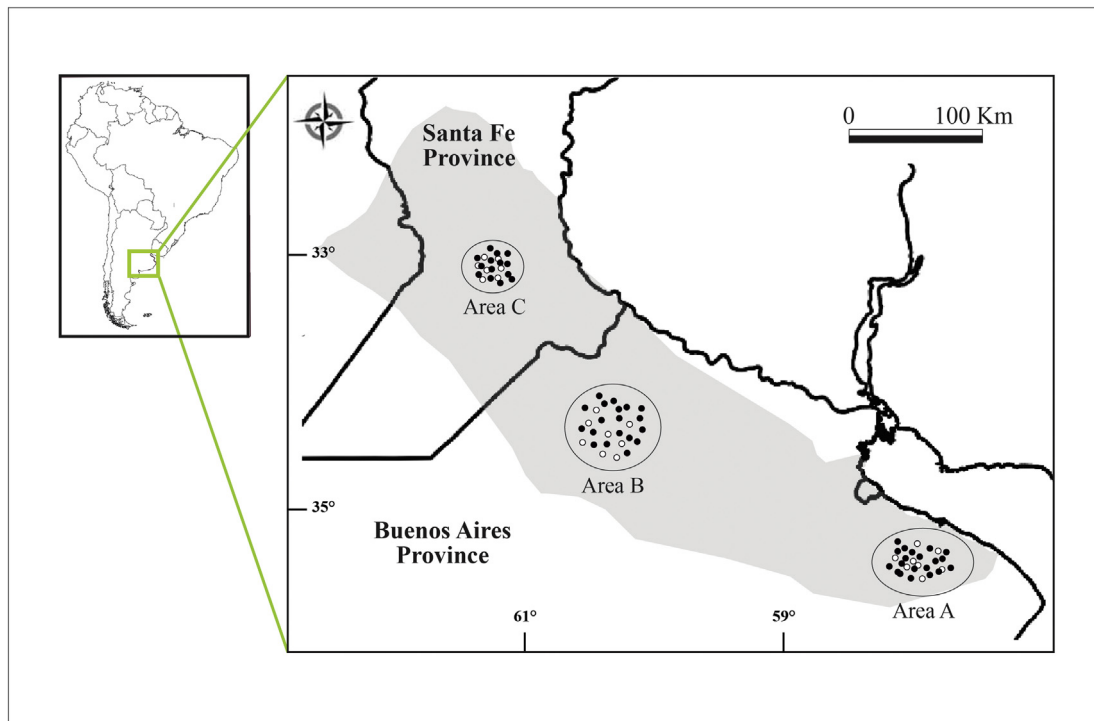 0 100 Km
Santa Fe
Province
33°
Area C
Area B
35°
Buenos Aires
Province
Area A
61° 59°